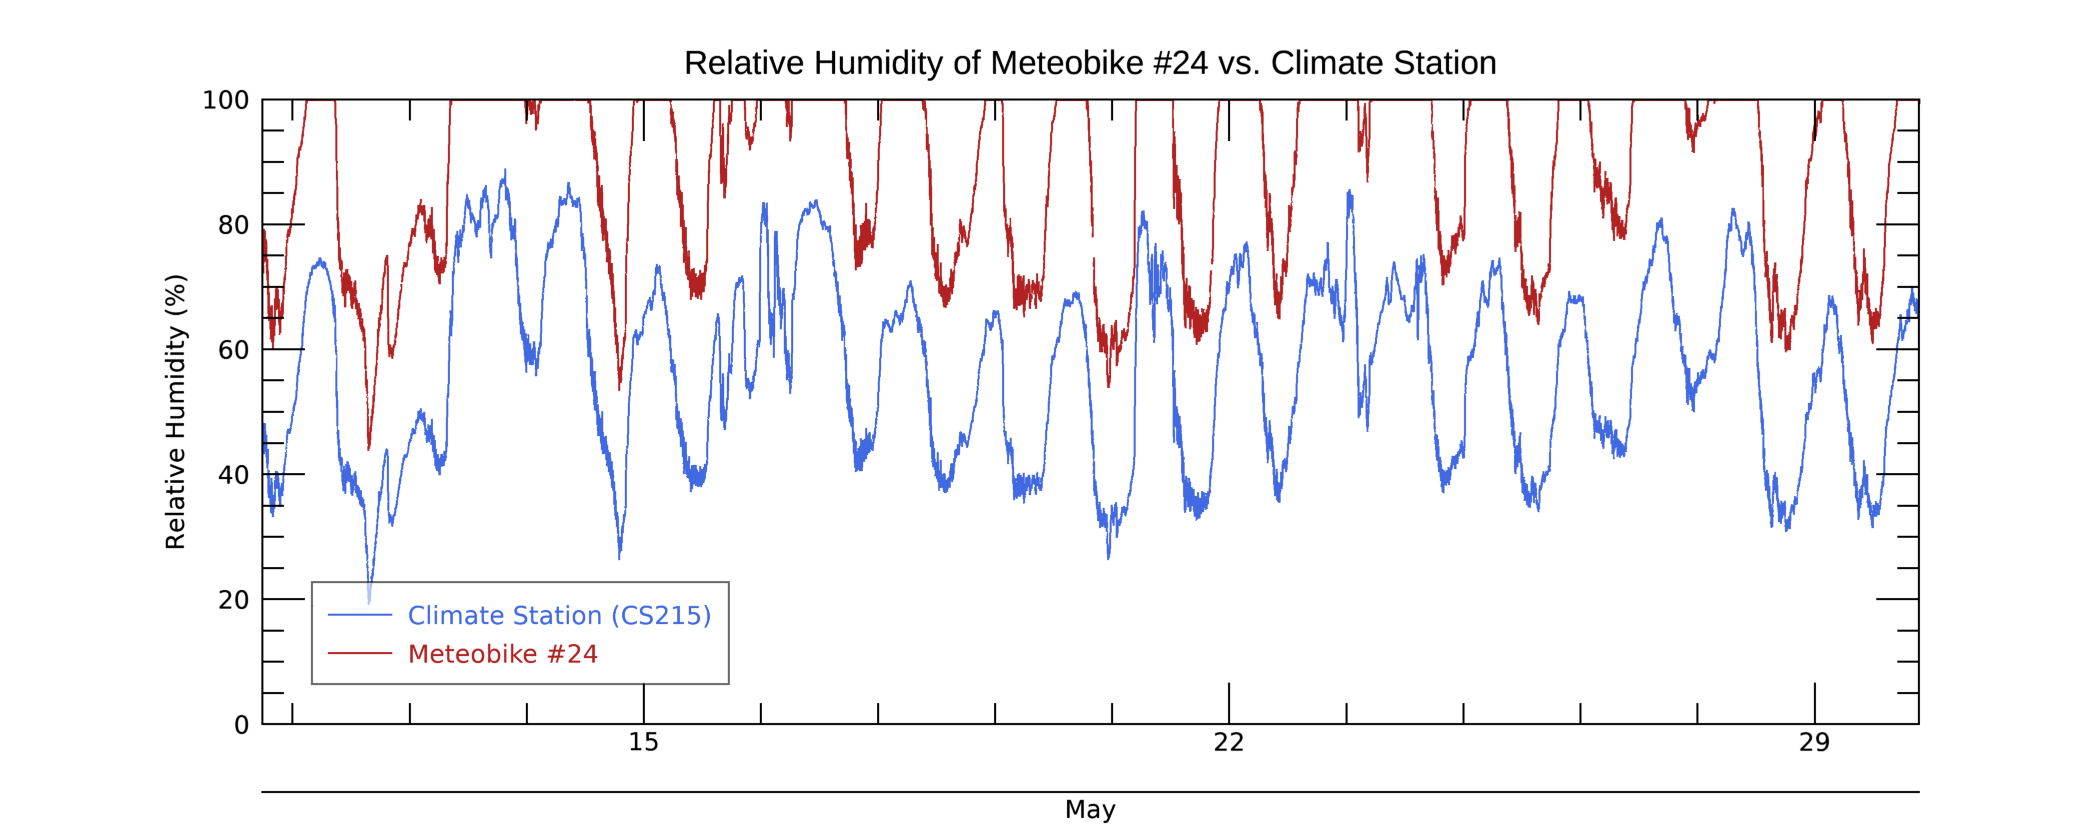 Relative Humidity of Meteobike #24 vs. Climate Station
Relative Humidity (%)
100
80
60
40
20
0
Climate Station (CS215)
Meteobike #24
15
22
29
May